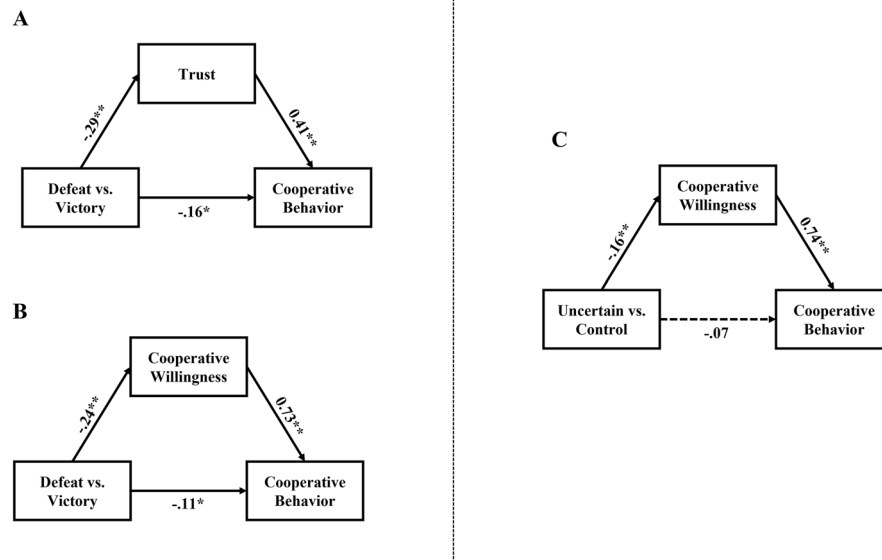 A
Trust
-.29**
0.41**
Defeat vs.
Victory
-.16*
Cooperative
Behavior
B
Cooperative
Willingness
-.24**
0.73**
Defeat vs.
Victory
-.11*
Cooperative
Behavior
C
Cooperative
Willingness
-.16**
0.74**
Uncertain vs.
Control
-.07
Cooperative
Behavior